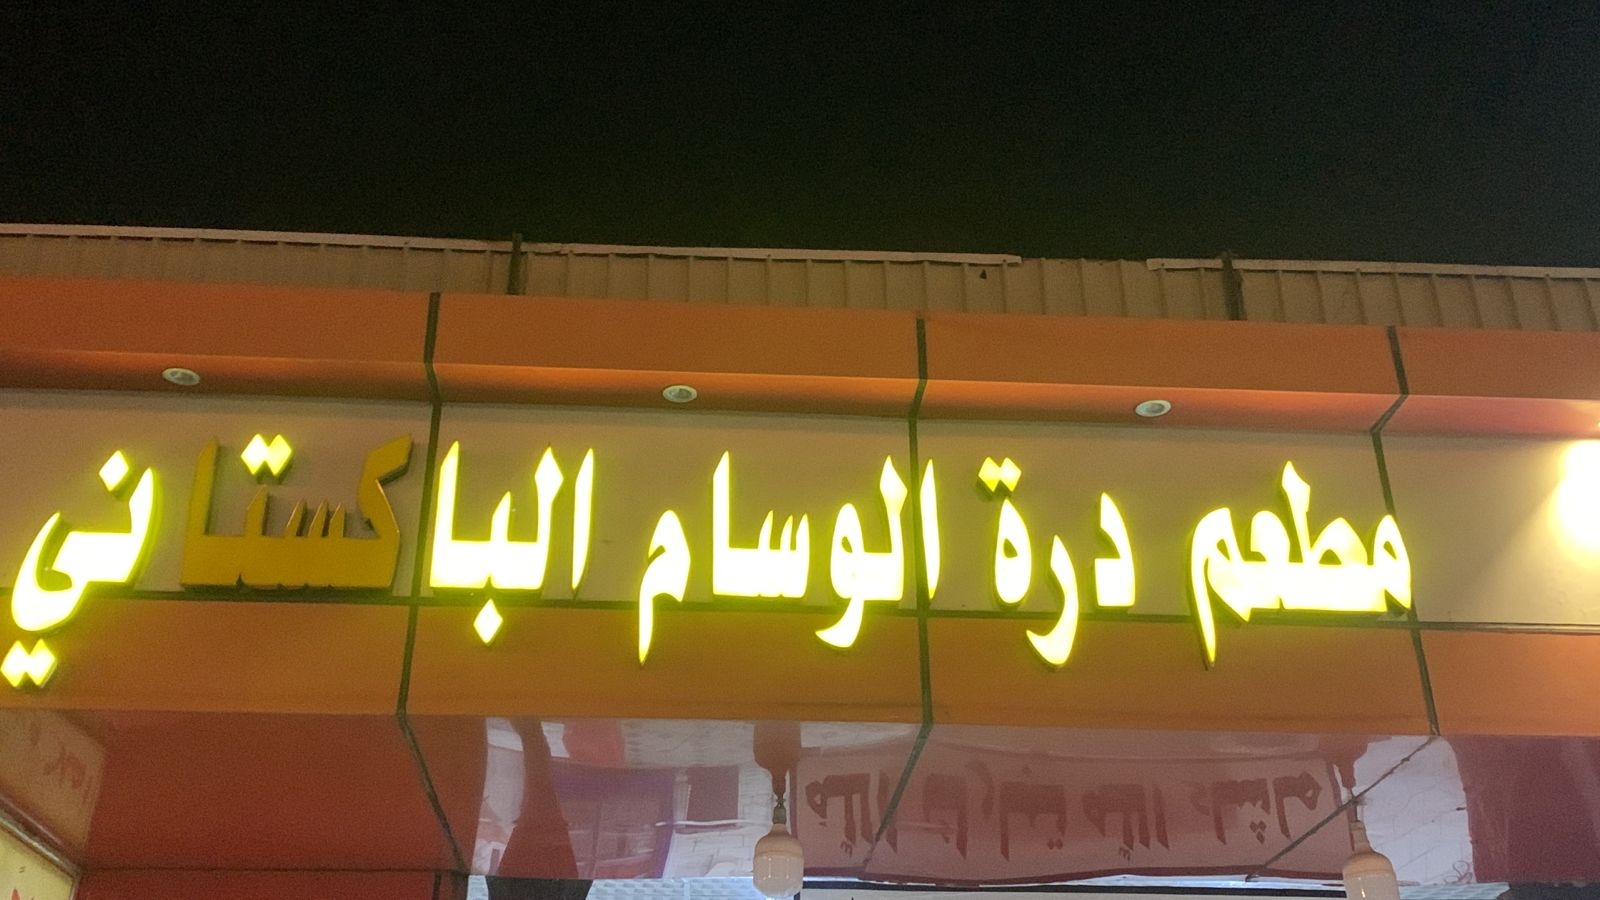 مطعم درة الوسام الباكستاني